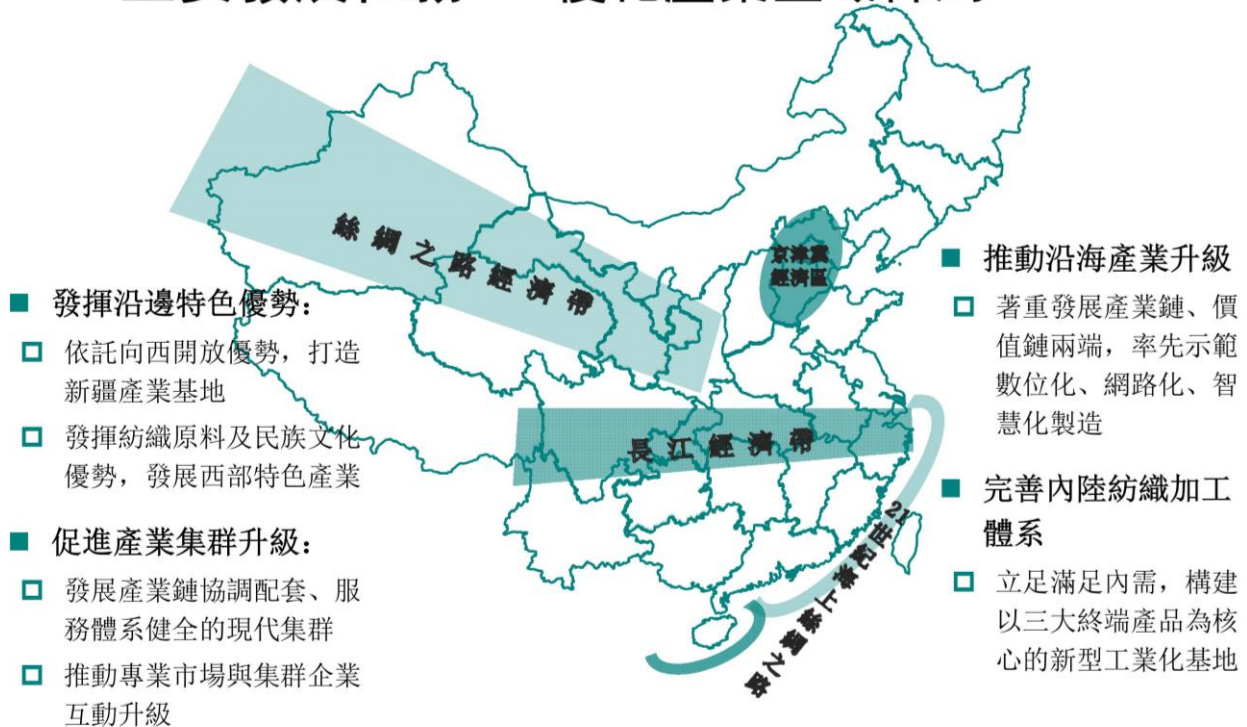 發揮沿邊特色優勢：
依託向西開放優勢，打造
新疆產業基地
發揮紡織原料及民族文化
優勢，發展西部特色產業
促進產業集群升級：
發展產業鏈協調配套、服
務體系健全的現代集群
推動專業市場與集群企業
互動升級
絲綢之路經濟帶
京津冀
經濟區
長江經濟帶
21世紀海上絲綢之路
推動沿海產業升級
著重發展產業鏈、價
值鏈兩端，率先示範
數位化、網路化、智
慧化製造
完善內陸紡織加工
體系
立足滿足內需，構建
以三大終端產品為核
心的新型工業化基地